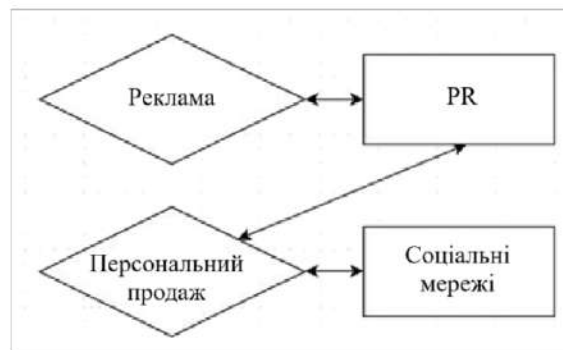 Реклама
PR
Персональний
продаж
Соціальні
мережі